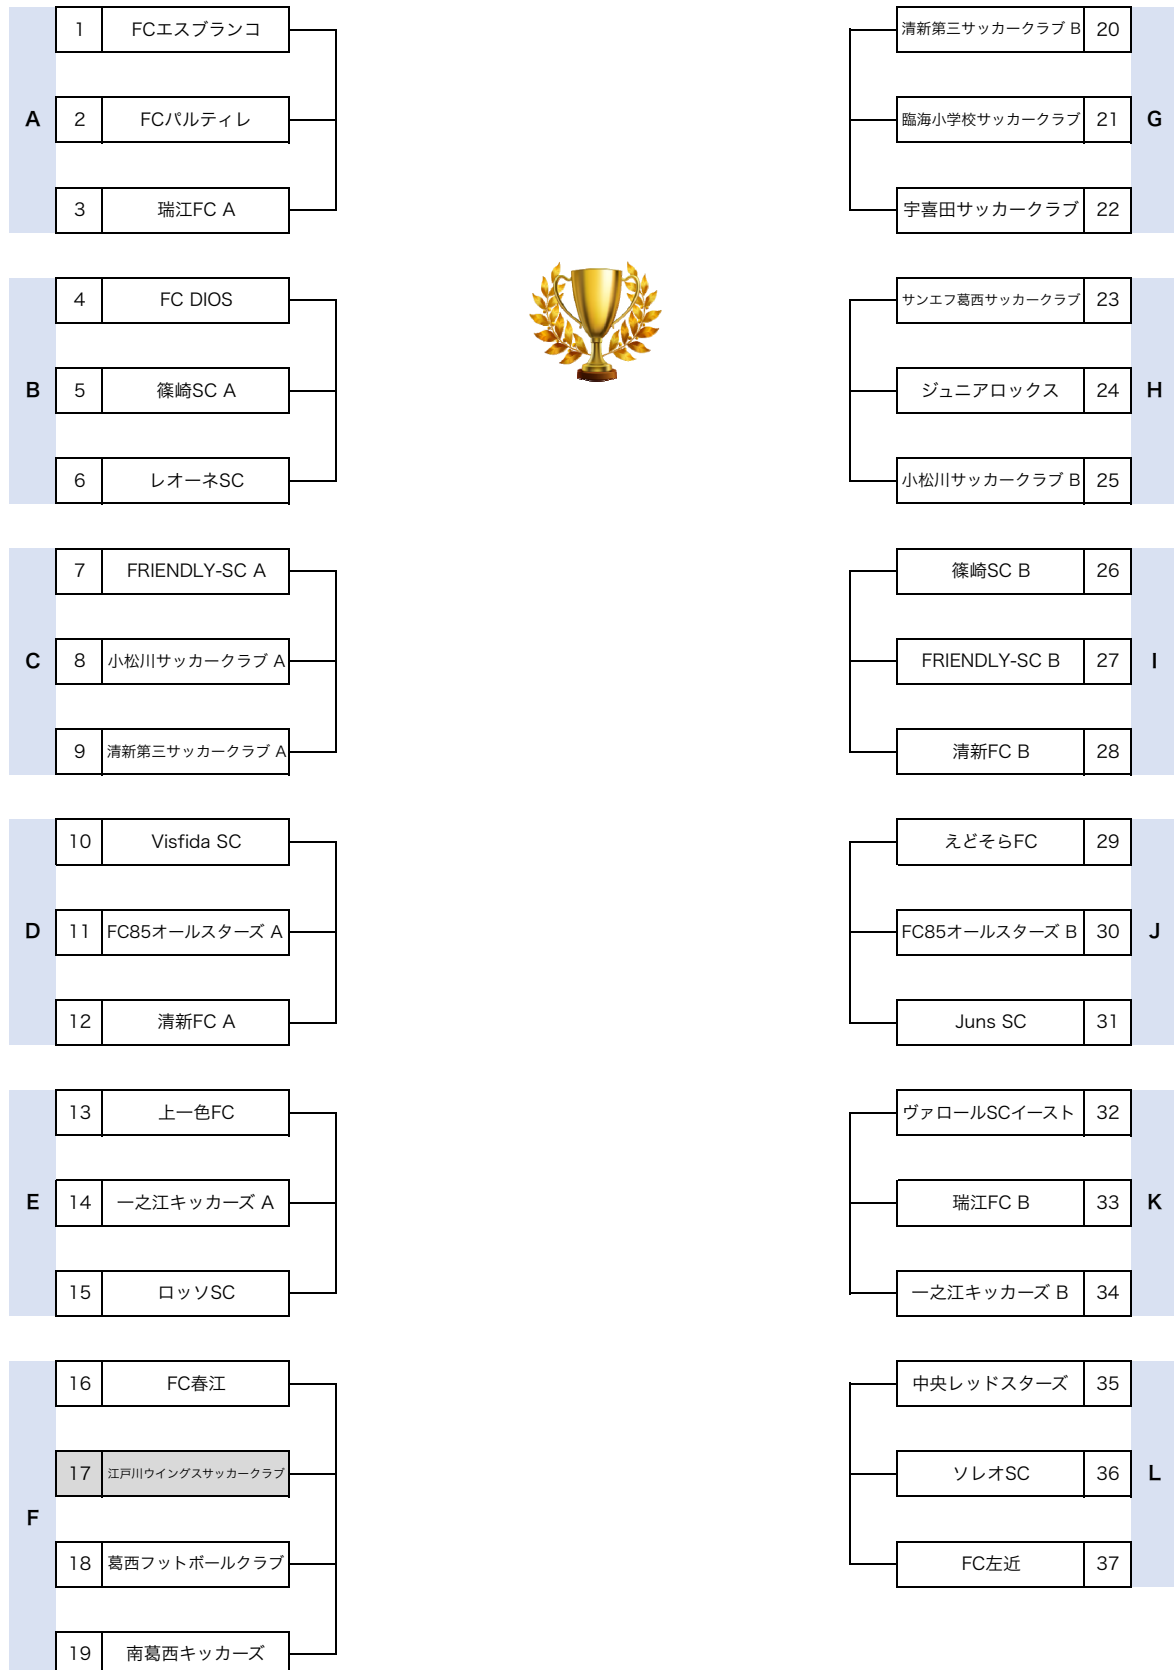 A
1 FCエスブランコ
2 FCパルティレ
3 瑞江FC A
B
4 FC DIOS
5 篠崎SC A
6 レオーネSC
C
7 FRIENDLY-SC A
8 小松川サッカークラブ A
9 清新第三サッカークラブ A
D
10 Visfida SC
11 FC85オールスターズ A
12 清新FC A
E
13 上一色FC
14 一之江キッカーズ A
15 ロッソSC
F
16 FC春江
17 江戸川ウイングスサッカークラブ
18 葛西フットボールクラブ
19 南葛西キッカーズ
清新第三サッカークラブ B 20
臨海小学校サッカークラブ 21
宇喜田サッカークラブ 22
G
サンエフ葛西サッカークラブ 23
ジュニアロックス 24
小松川サッカークラブ B 25
H
篠崎SC B 26
FRIENDLY-SC B 27
清新FC B 28
I
えどそらFC 29
FC85オールスターズ B 30
Juns SC 31
J
ヴァロールSCイースト 32
瑞江FC B 33
一之江キッカーズ B 34
K
中央レッドスターズ 35
ソレオSC 36
FC左近 37
L